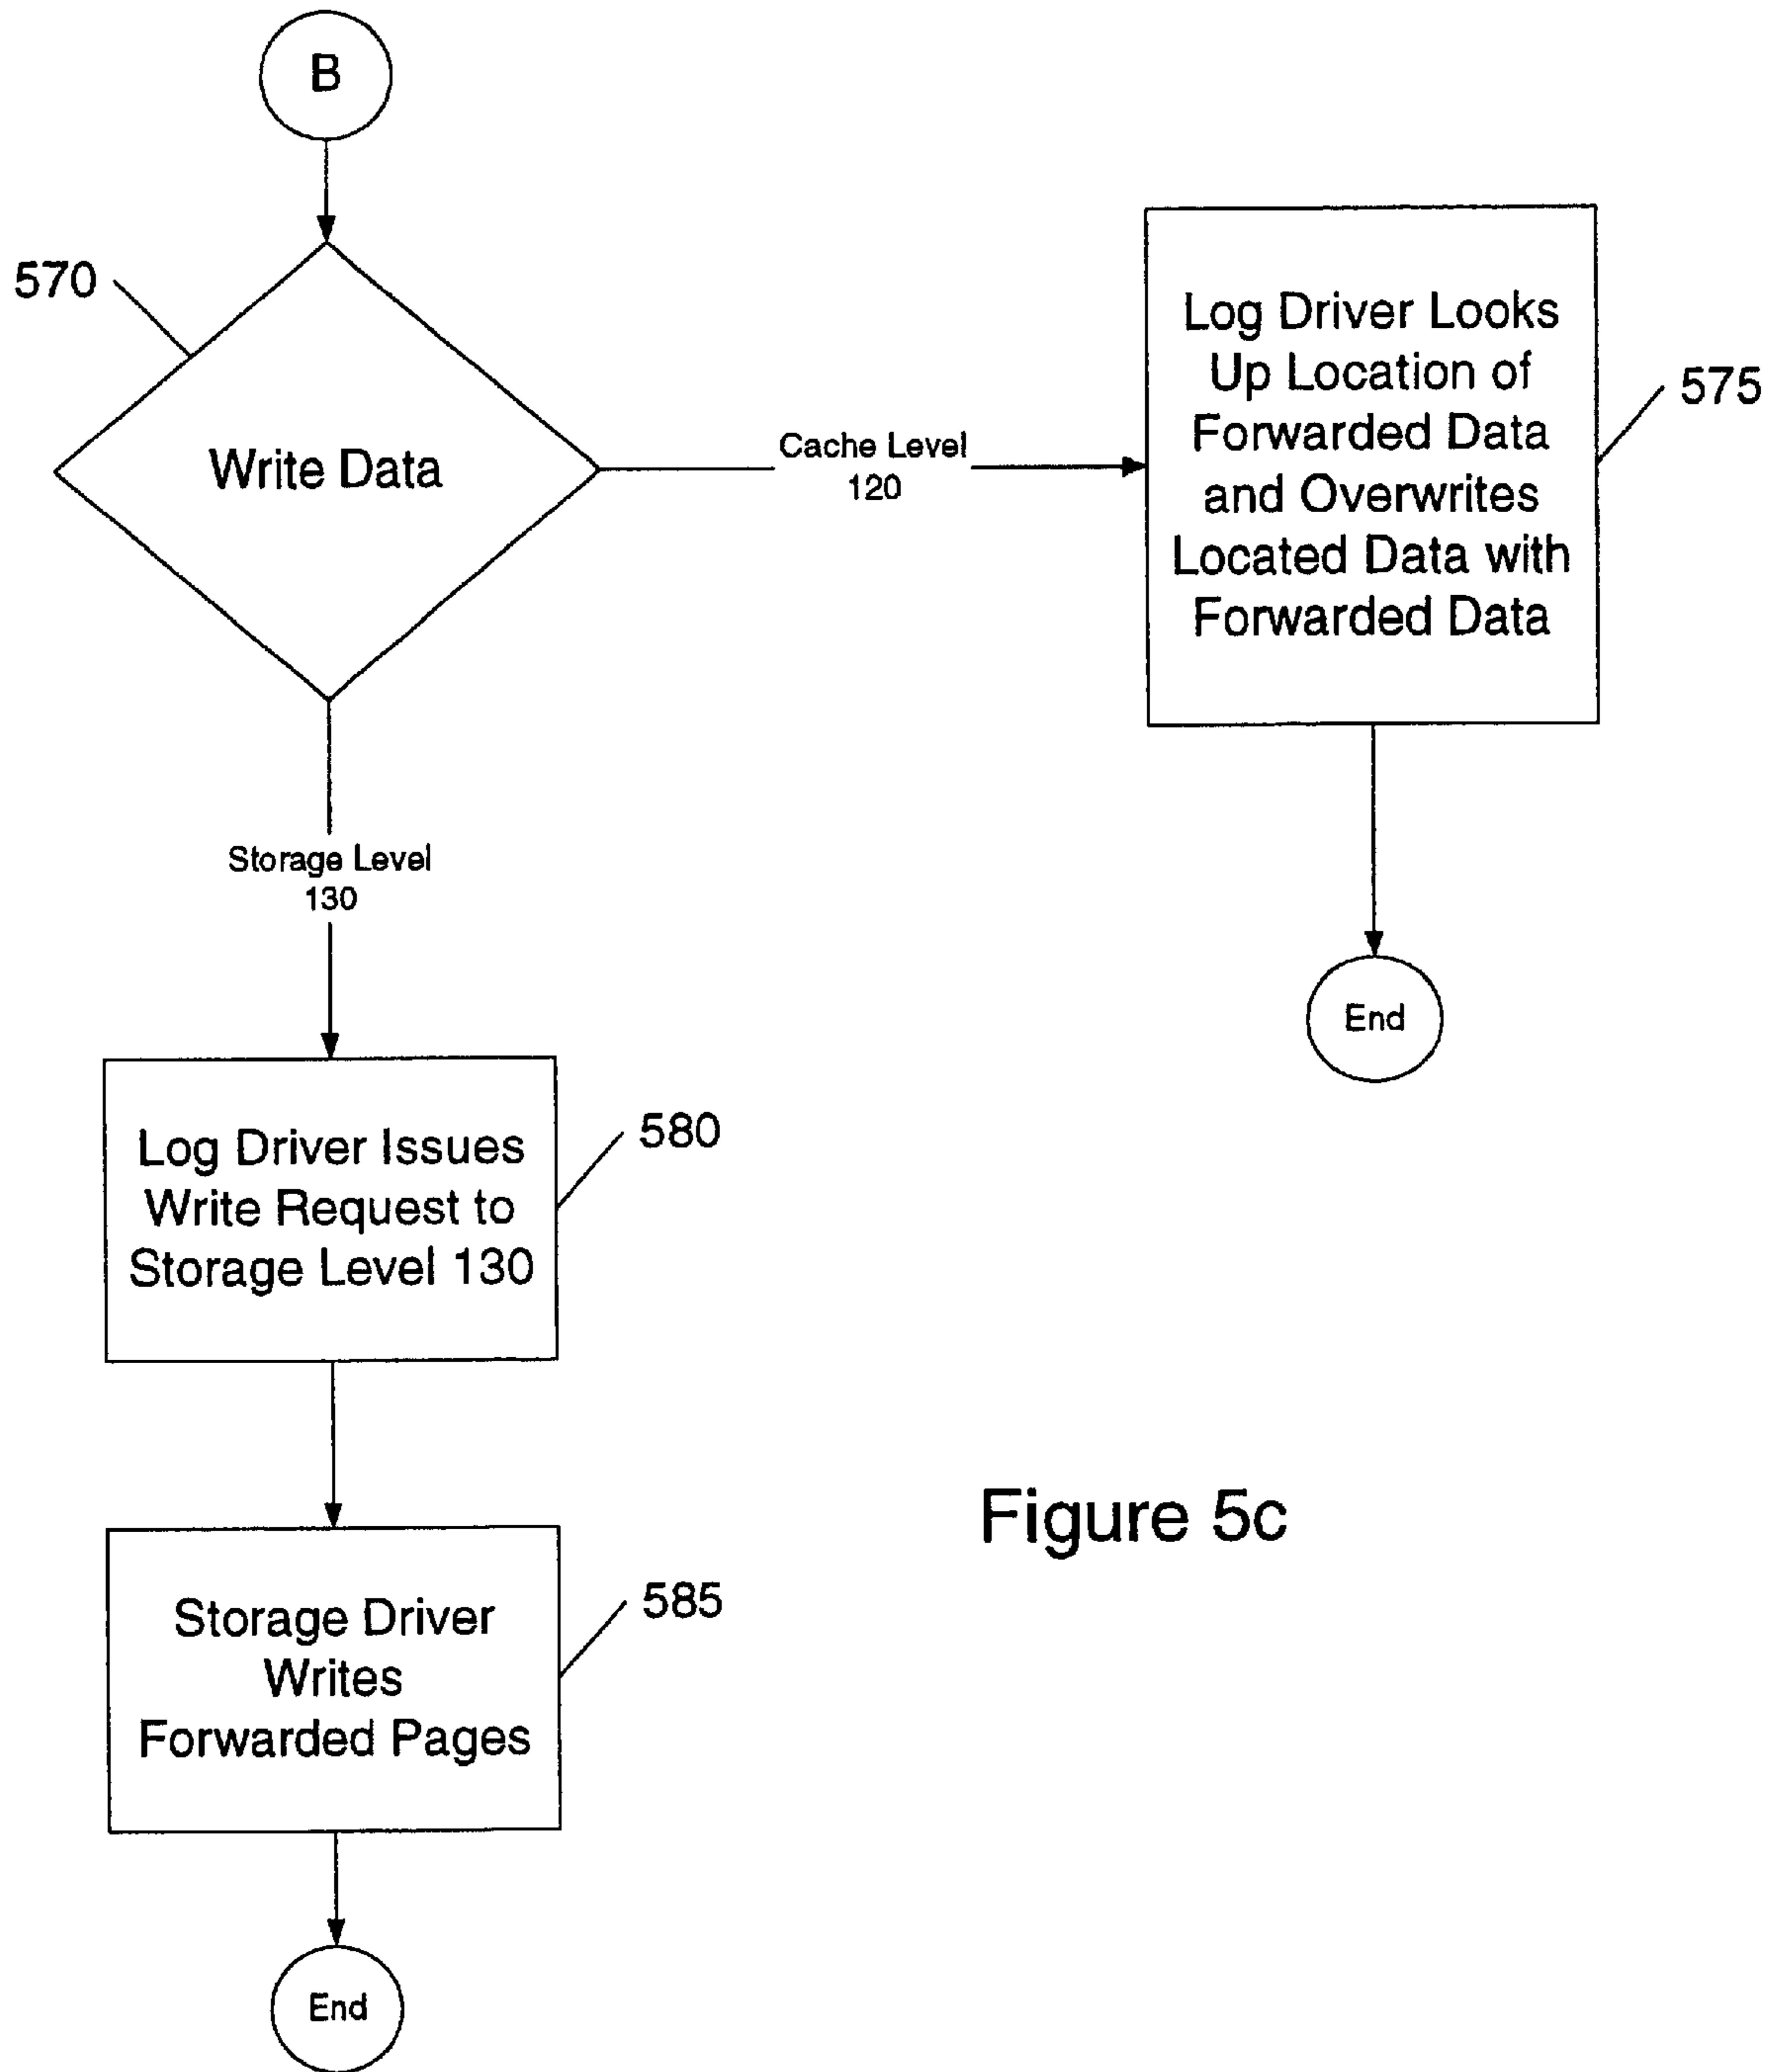 B
570
Write Data
Cache Level
120
Log Driver Looks
Up Location of
Forwarded Data
and Overwrites
Located Data with
Forwarded Data
575
End
Storage Level
130
Log Driver Issues
Write Request to
Storage Level 130
580
Storage Driver
Writes
Forwarded Pages
585
End
Figure 5c